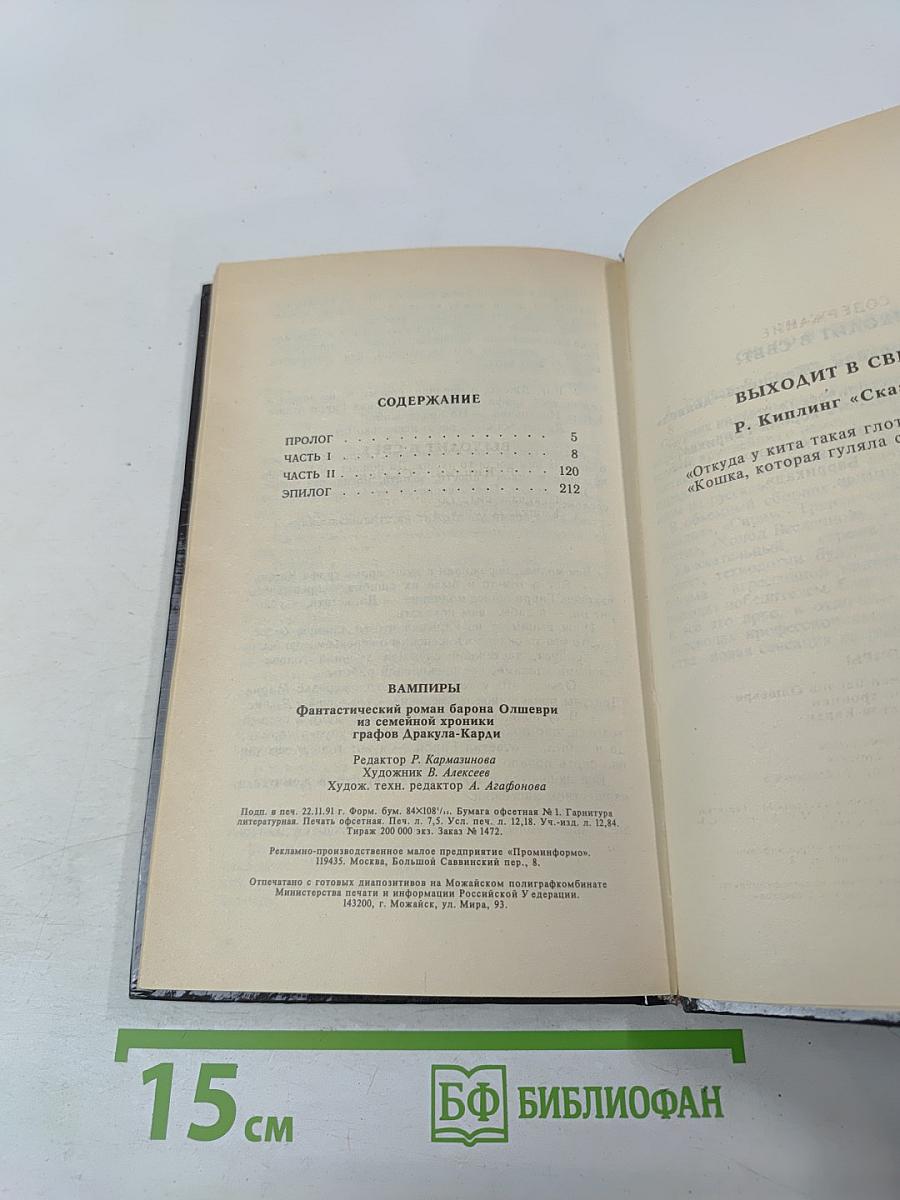 СОДЕРЖАНИЕ
ПРОЛОГ . . . . . . . . . . . . . . . 5
ЧАСТЬ I . . . . . . . . . . . . . . . 8
ЧАСТЬ II . . . . . . . . . . . . . . . 120
ЭПИЛОГ . . . . . . . . . . . . . . . 212
ВАМПИРЫ
Фантастический роман барона Олшеври
из семейной хроники
графов Дракула-Карди
Редактор Р. Кармазинова
Художник В. Алексеев
Худож. техн. редактор А. Агафонова
Подп. в печ. 22.11.91 г. Форм. бум. 84×108¹/₃₂. Бумага офсетная № 1. Гарнитура
литературная. Печать офсетная. Печ. л. 7,5. Усл. печ. л. 12,18. Уч.-изд. л. 12,84.
Тираж 200 000 экз. Заказ № 1472.
Рекламно-производственное малое предприятие «Проминформо».
119435. Москва, Большой Саввинский пер., 8.
Отпечатано с готовых диапозитивов на Можайском полиграфкомбинате
Министерства печати и информации Российской У едерации.
143200, г. Можайск, ул. Мира, 93.
ВЫХОДИТ В СВ
Р. Киплинг «Сказ
«Откуда у кита такая глот
«Кошка, которая гуляла с
15 см
БФ БИБЛИОФАН